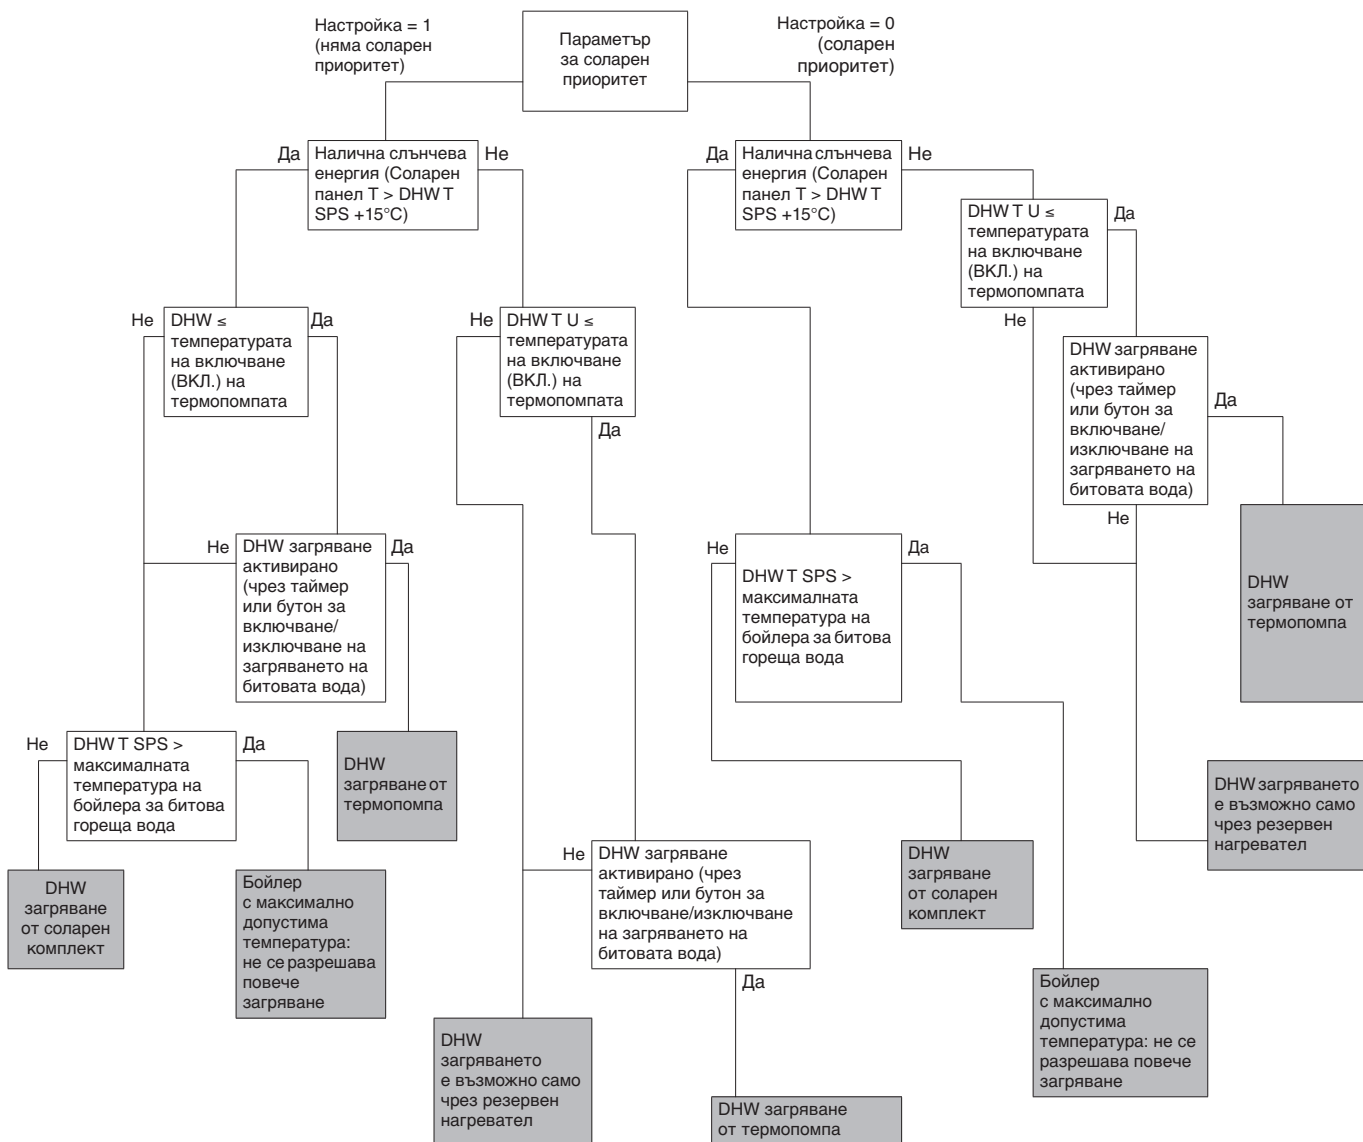 Настройка = 1
(няма соларен
приоритет)
Параметър
за соларен
приоритет
Настройка = 0
(соларен
приоритет)
Да
Налична слънчева
енергия (Соларен
панел T > DHW T
SPS +15°C)
Не
Да
Налична слънчева
енергия (Соларен
панел T > DHW T
SPS +15°C)
Не
DHW T U ≤
температурата
на включване
(ВКЛ.) на
термопомпата
Да
Не
Не
DHW ≤
температурата
на включване
(ВКЛ.) на
термопомпата
Да
Не
DHW T U ≤
температурата
на включване
(ВКЛ.) на
термопомпата
Да
DHW загряване
активирано
(чрез таймер
или бутон за
включване/
изключване на
загряването на
битовата вода)
Да
Не
Не
DHW загряване
активирано
(чрез таймер
или бутон за
включване/
изключване на
загряването на
битовата вода)
Да
Не
DHW T SPS >
максималната
температура на
бойлера за битова
гореща вода
Да
DHW
загряване от
термопомпа
Не
DHW T SPS >
максималната
температура на
бойлера за битова
гореща вода
Да
DHW
загряване от
термопомпа
DHW загряването
е възможно само
чрез резервен
нагревател
DHW
загряване
от соларен
комплект
Бойлер
с максимално
допустима
температура:
не се разрешава
повече
загряване
Не
DHW загряване
активирано (чрез
таймер или бутон за
включване/изключване
на загряването на
битовата вода)
Да
DHW
загряване
от соларен
комплект
Бойлер
с максимално
допустима
температура: не се
разрешава повече
загряване
DHW
загряването
е възможно само
чрез резервен
нагревател
DHW загряване
от термопомпа